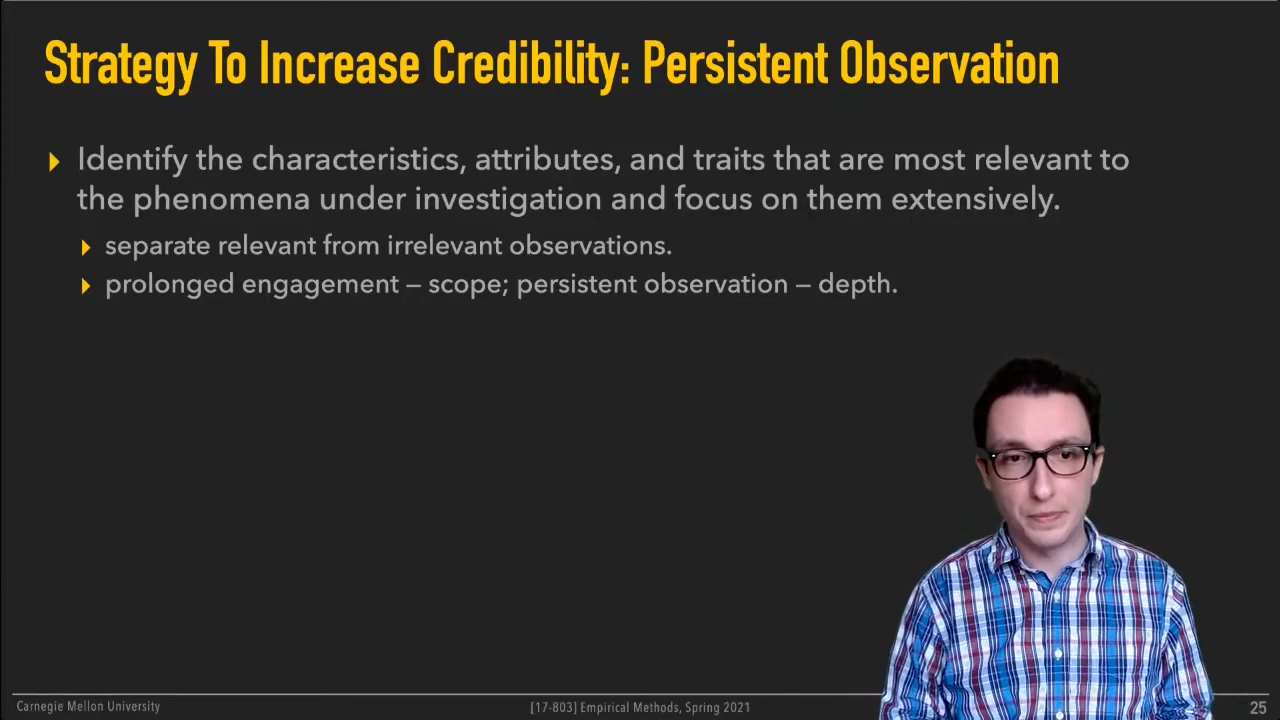 Strategy To Increase Credibility: Persistent Observation
Identify the characteristics, attributes, and traits that are most relevant to
the phenomena under investigation and focus on them extensively.
separate relevant from irrelevant observations.
prolonged engagement – scope; persistent observation – depth.
Carnegie Mellon University
[17-803] Empirical Methods, Spring 2021
25